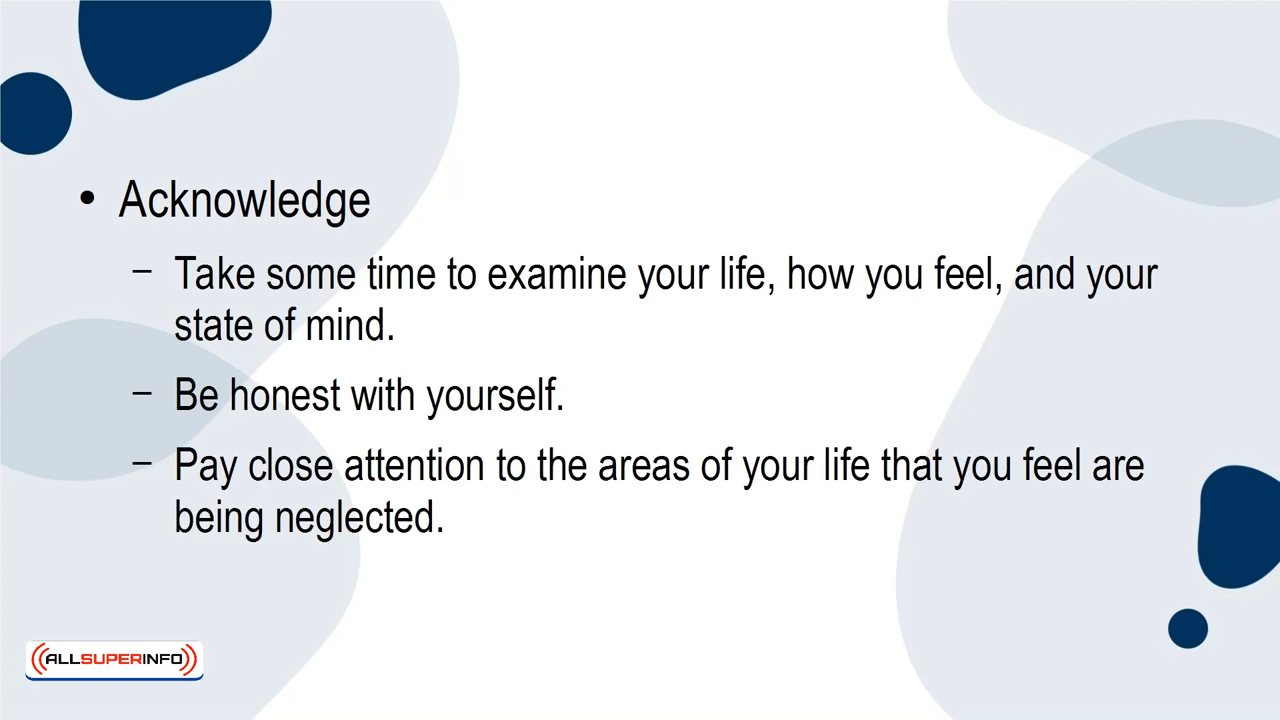 • Acknowledge
– Take some time to examine your life, how you feel, and your
state of mind.
– Be honest with yourself.
– Pay close attention to the areas of your life that you feel are
being neglected.
ALLSUPERINFO